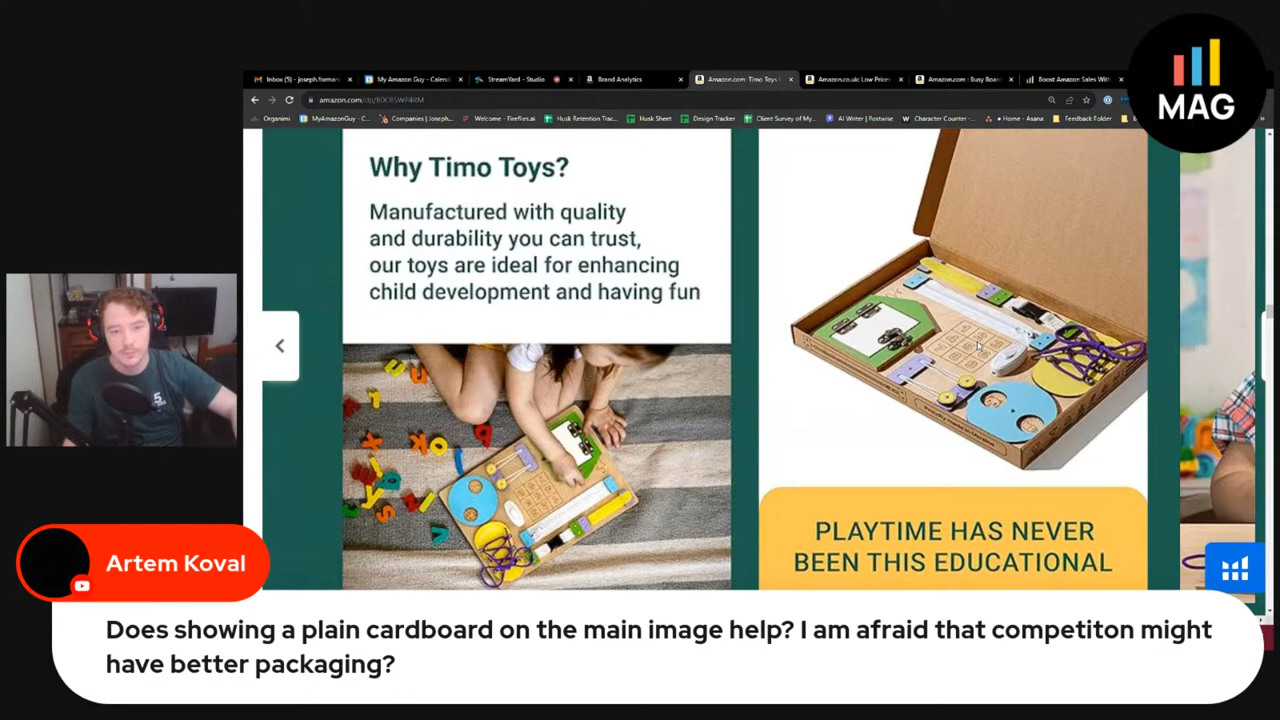 Inbox (5) - joseph.forman
My Amazon Guy - Calend
StreamYard - Studio
Brand Analytics
Amazon.com: Timo Toys
Amazon.co.uk: Low Price
Amazon.com : Busy Boar
Boost Amazon Sales With
MAG
amazon.com/dp/B0C8SWP4RM
Organimi
MyAmazonGuy - C...
Companies | Joseph...
Welcome - Fireflies.ai
Husk Retention Trac...
Husk Sheet
Design Tracker
Client Survey of My...
AI Writer | Postwise
Character Counter -...
Home - Asana
Feedback Folder
Why Timo Toys?
Manufactured with quality
and durability you can trust,
our toys are ideal for enhancing
child development and having fun
PLAYTIME HAS NEVER
BEEN THIS EDUCATIONAL
Artem Koval
Does showing a plain cardboard on the main image help? I am afraid that competiton might
have better packaging?